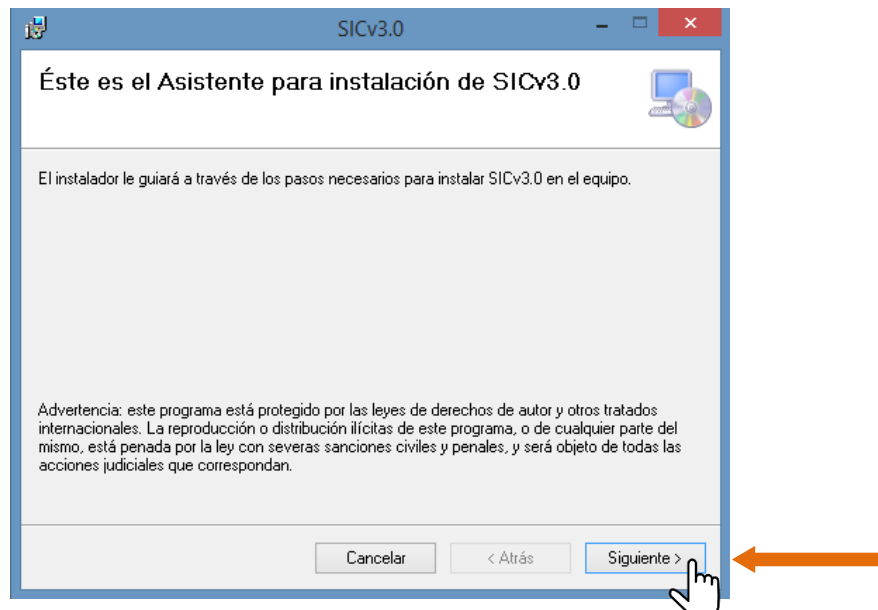 SICv3.0
Éste es el Asistente para instalación de SICv3.0
El instalador le guiará a través de los pasos necesarios para instalar SICv3.0 en el equipo.
Advertencia: este programa está protegido por las leyes de derechos de autor y otros tratados
internacionales. La reproducción o distribución ilícitas de este programa, o de cualquier parte del
mismo, está penada por la ley con severas sanciones civiles y penales, y será objeto de todas las
acciones judiciales que correspondan.
Cancelar < Atrás Siguiente >